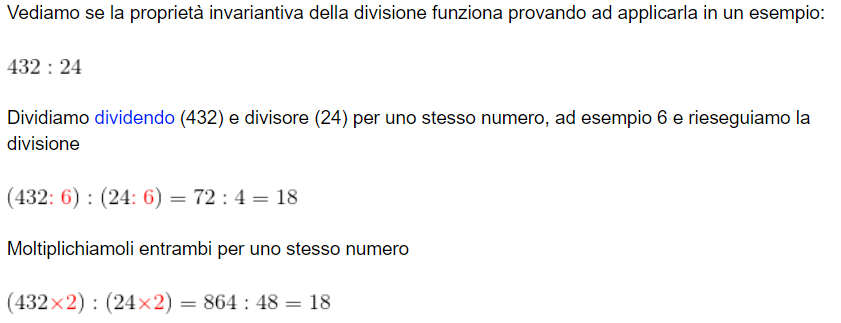 Vediamo se la proprietà invariantiva della divisione funziona provando ad applicarla in un esempio:
432 : 24
Dividiamo dividendo (432) e divisore (24) per uno stesso numero, ad esempio 6 e rieseguiamo la
divisione
(432: 6) : (24: 6) = 72 : 4 = 18
Moltiplichiamoli entrambi per uno stesso numero
(432×2) : (24×2) = 864 : 48 = 18